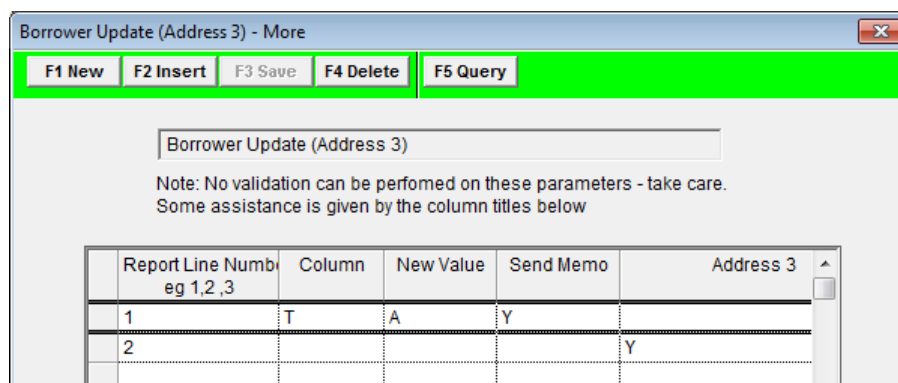 Borrower Update (Address 3) - More
F1 New F2 Insert F3 Save F4 Delete F5 Query
Borrower Update (Address 3)
Note: No validation can be perfomed on these parameters - take care.
Some assistance is given by the column titles below
Report Line Numb Column New Value Send Memo Address 3
eg 1,2 ,3
1 T A Y
2 Y